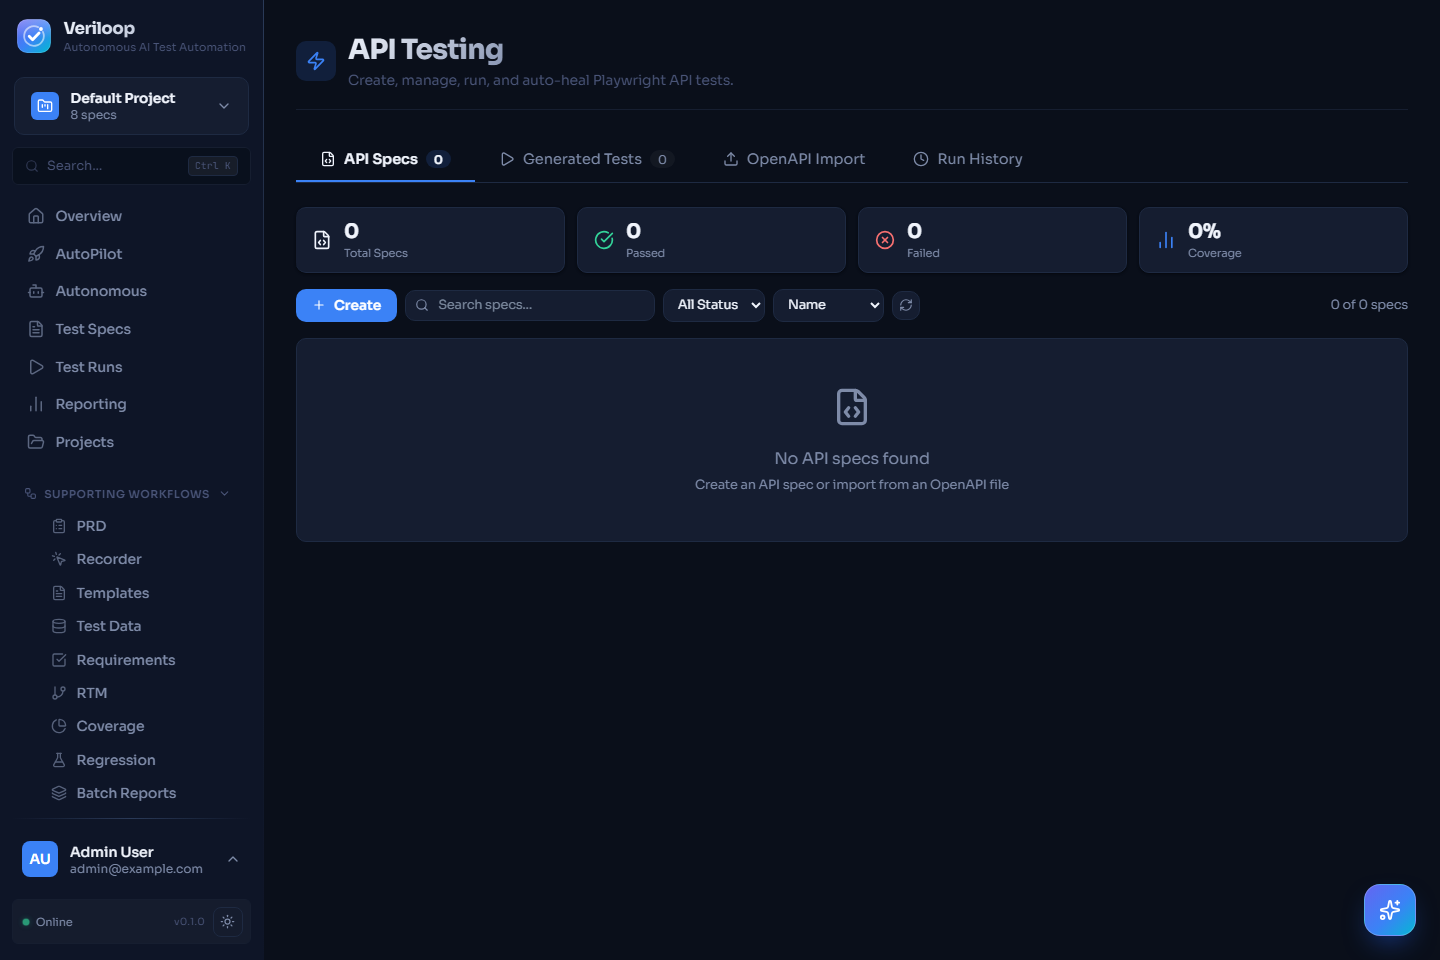 Veriloop
Autonomous AI Test Automation
Default Project
8 specs
Search...
Ctrl K
Overview
AutoPilot
Autonomous
Test Specs
Test Runs
Reporting
Projects
SUPPORTING WORKFLOWS
PRD
Recorder
Templates
Test Data
Requirements
RTM
Coverage
Regression
Batch Reports
AU
Admin User
admin@example.com
Online
v0.1.0
API Testing
Create, manage, run, and auto-heal Playwright API tests.
API Specs 0
Generated Tests 0
OpenAPI Import
Run History
0
Total Specs
0
Passed
0
Failed
0%
Coverage
Create
Search specs...
All Status
Name
0 of 0 specs
No API specs found
Create an API spec or import from an OpenAPI file